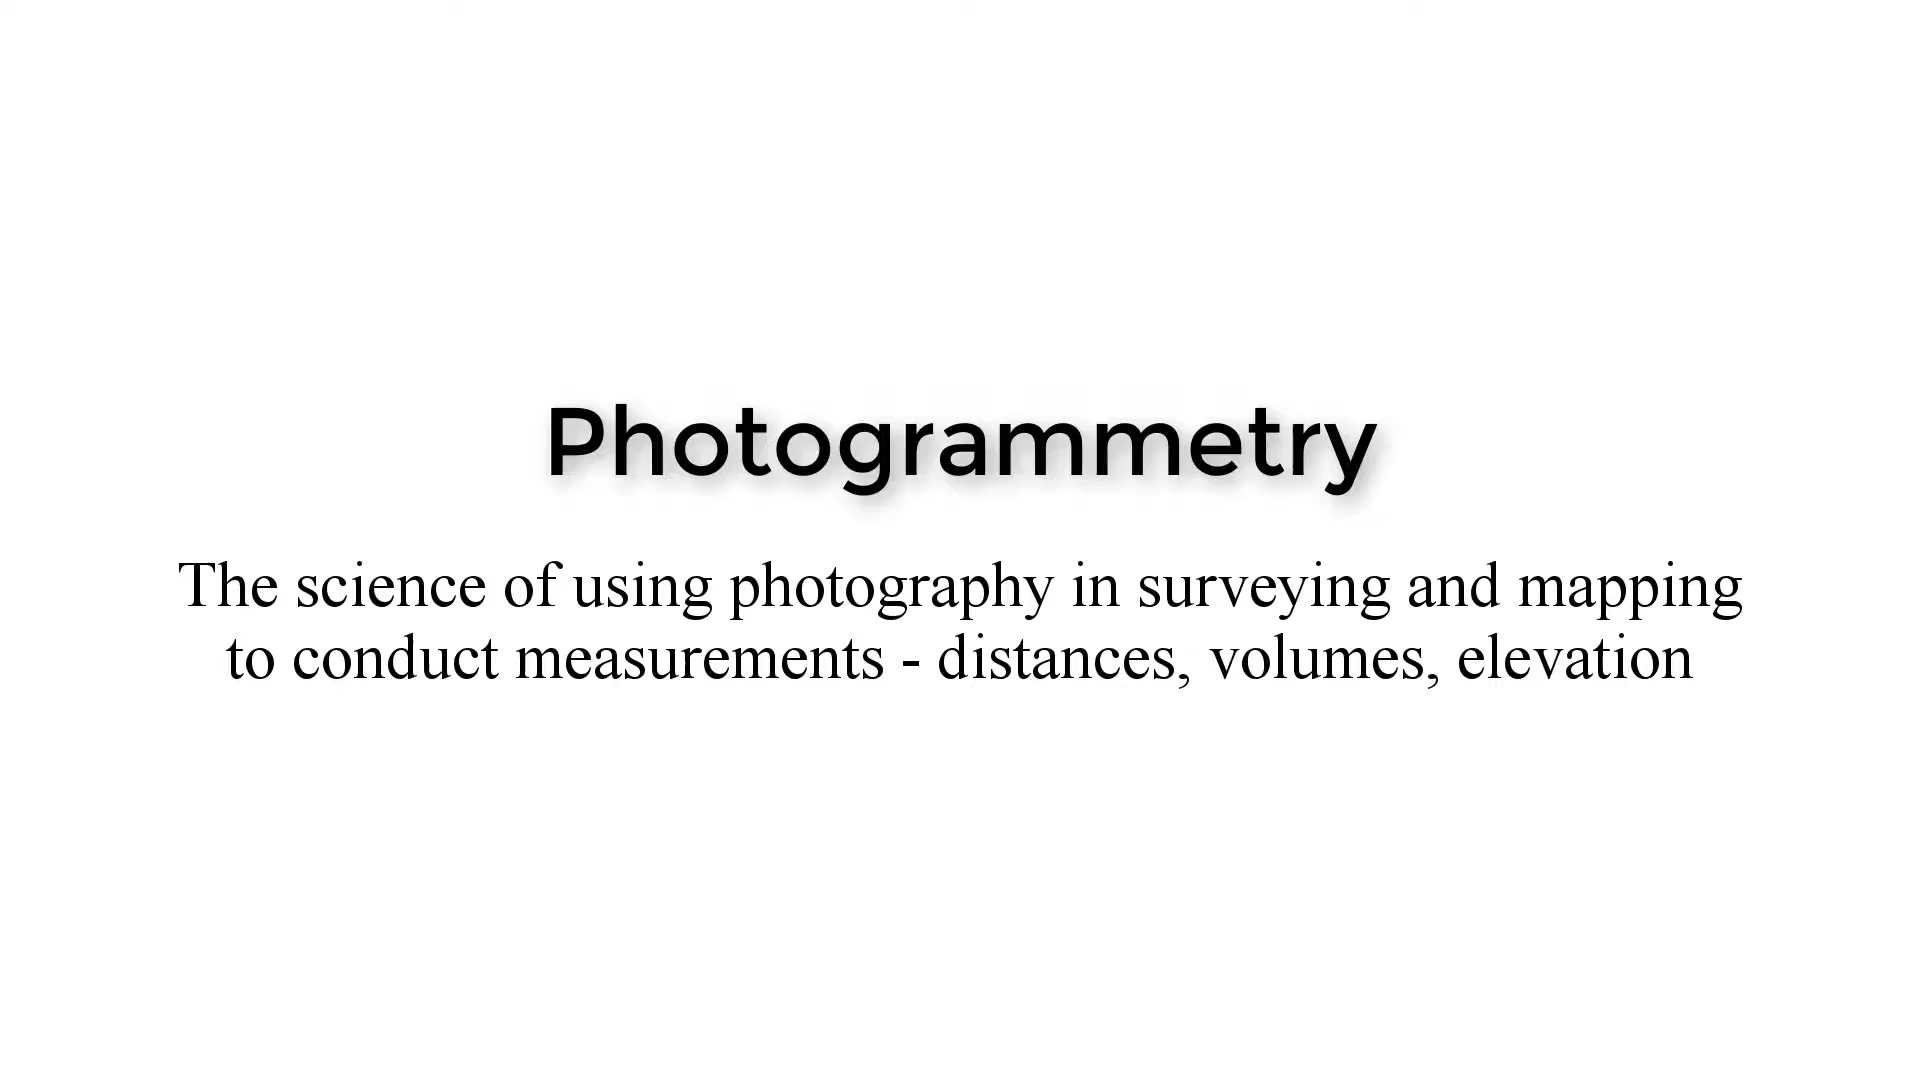 Photogrammetry
The science of using photography in surveying and mapping
to conduct measurements - distances, volumes, elevation